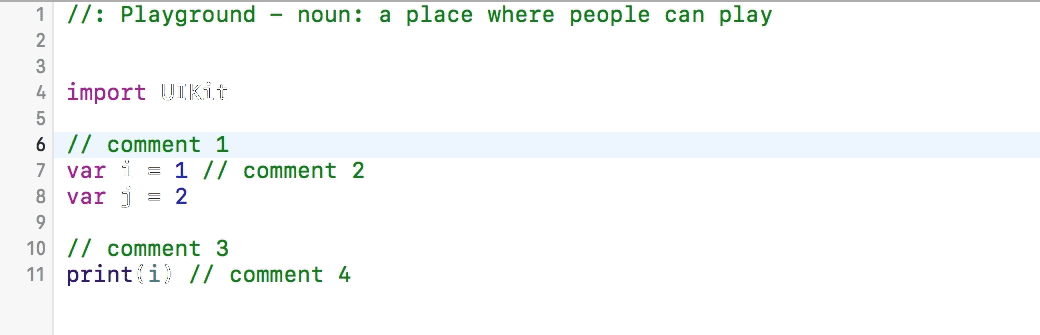 1 //: Playground - noun: a place where people can play
2
3
4 import UIKit
5
6 // comment 1
7 var i = 1 // comment 2
8 var j = 2
9
10 // comment 3
11 print(i) // comment 4